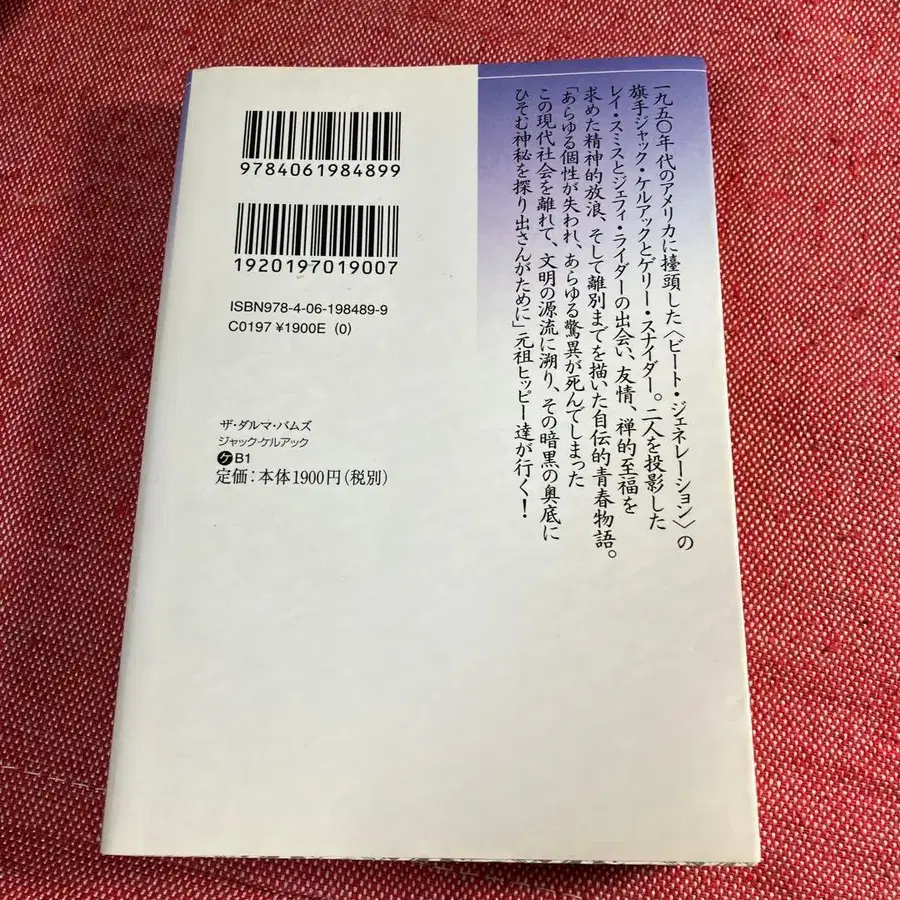 一九五〇年代のアメリカに擡頭した〈ビート・ジェネレーション〉の
旗手ジャック・ケルアックとゲリー・スナイダー。二人を投影した
レイ・スミスとジェフィ・ライダーの出会い、友情、禅的至福を
求めた精神的放浪、そして離別までを描いた自伝的青春物語。
「あらゆる個性が失われ、あらゆる驚異が死んでしまった
この現代社会を離れて、文明の源流に溯り、その暗黒の奥底に
ひそむ神秘を探り出さんがために」元祖ヒッピー達が行く！
9784061984899
1920197019007
ISBN978-4-06-198489-9
C0197 ¥1900E (0)
ザ・ダルマ・バムズ
ジャック・ケルアック
ケB1
定価：本体1900円（税別）